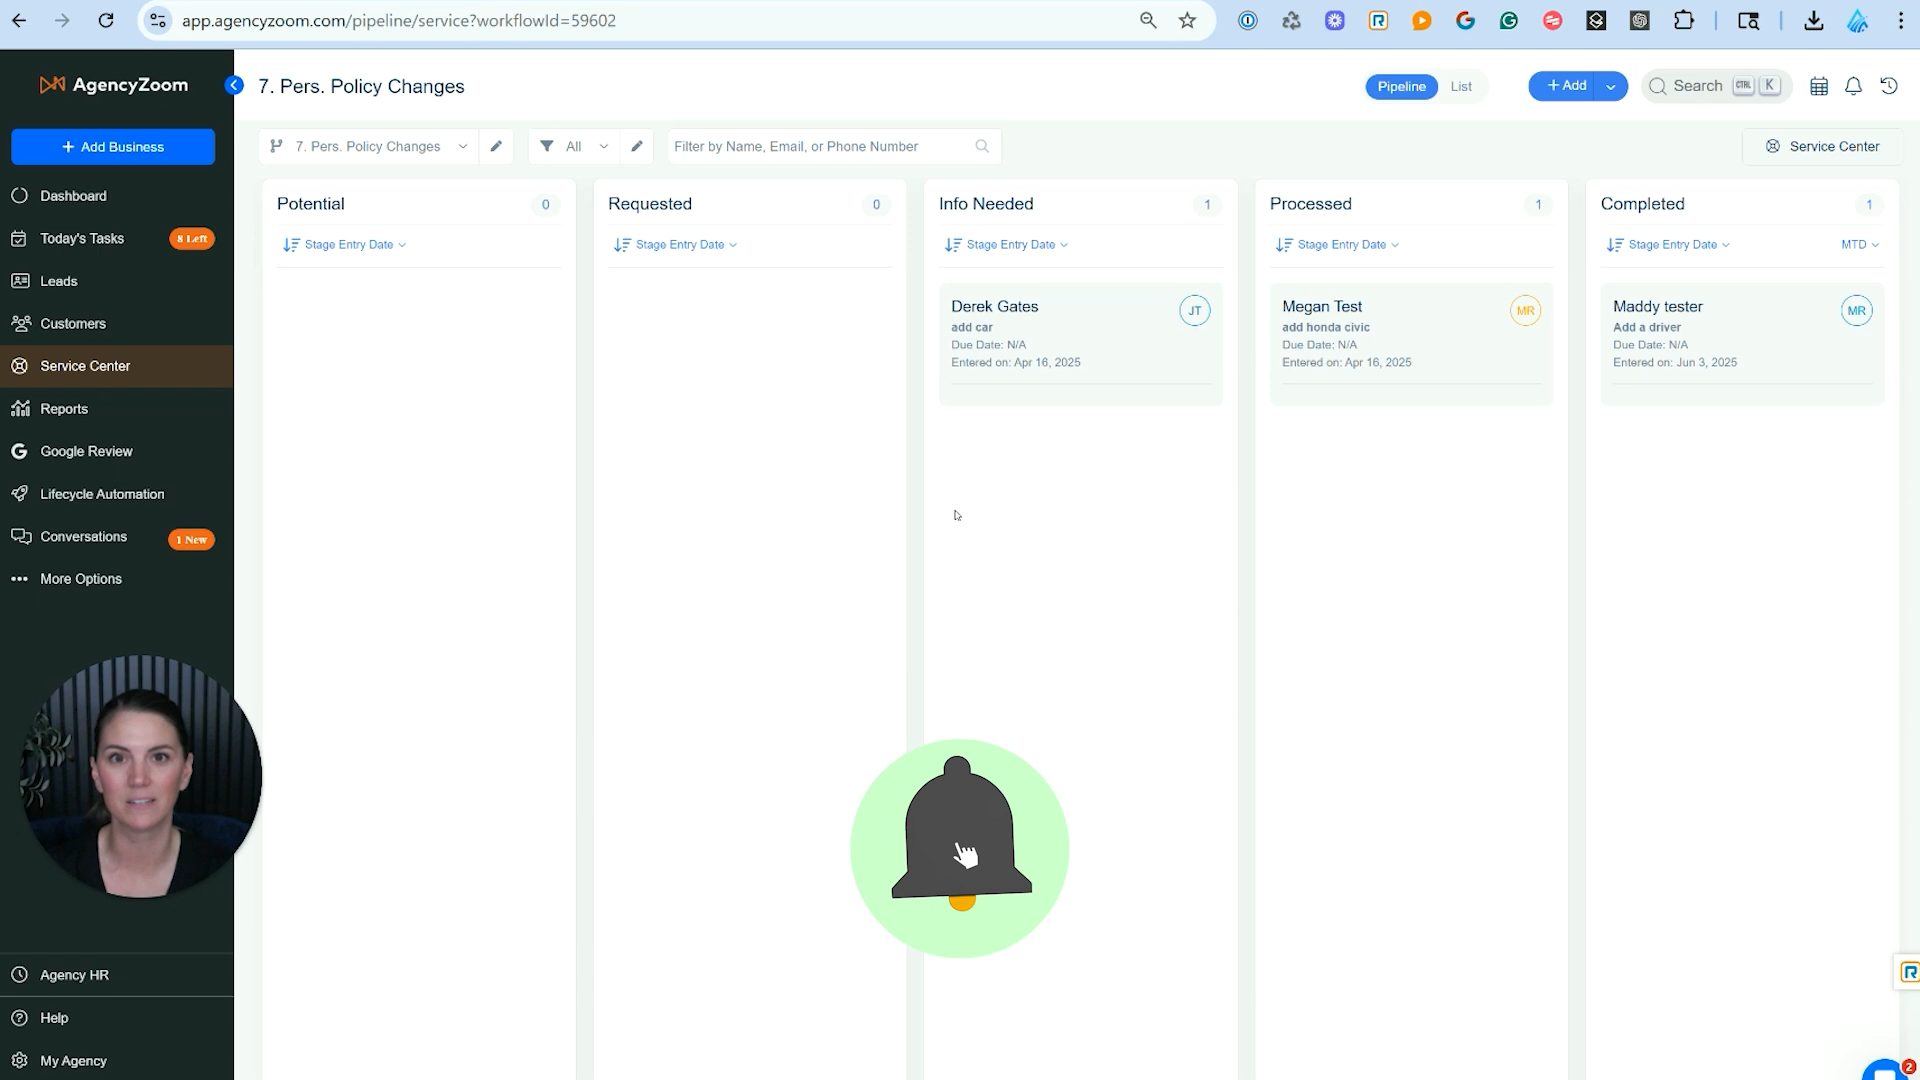 app.agencyzoom.com/pipeline/service?workflowId=59602
AgencyZoom
7. Pers. Policy Changes
Pipeline
List
+ Add
Search CTRL K
+ Add Business
7. Pers. Policy Changes
All
Filter by Name, Email, or Phone Number
Service Center
Dashboard
Today's Tasks
8 Left
Leads
Customers
Service Center
Reports
Google Review
Lifecycle Automation
Conversations
1 New
More Options
Agency HR
Help
My Agency
Potential 0
Stage Entry Date
Requested 0
Stage Entry Date
Info Needed 1
Stage Entry Date
Derek Gates
JT
add car
Due Date: N/A
Entered on: Apr 16, 2025
Processed 1
Stage Entry Date
Megan Test
MR
add honda civic
Due Date: N/A
Entered on: Apr 16, 2025
Completed 1
Stage Entry Date
MTD
Maddy tester
MR
Add a driver
Due Date: N/A
Entered on: Jun 3, 2025
R
2